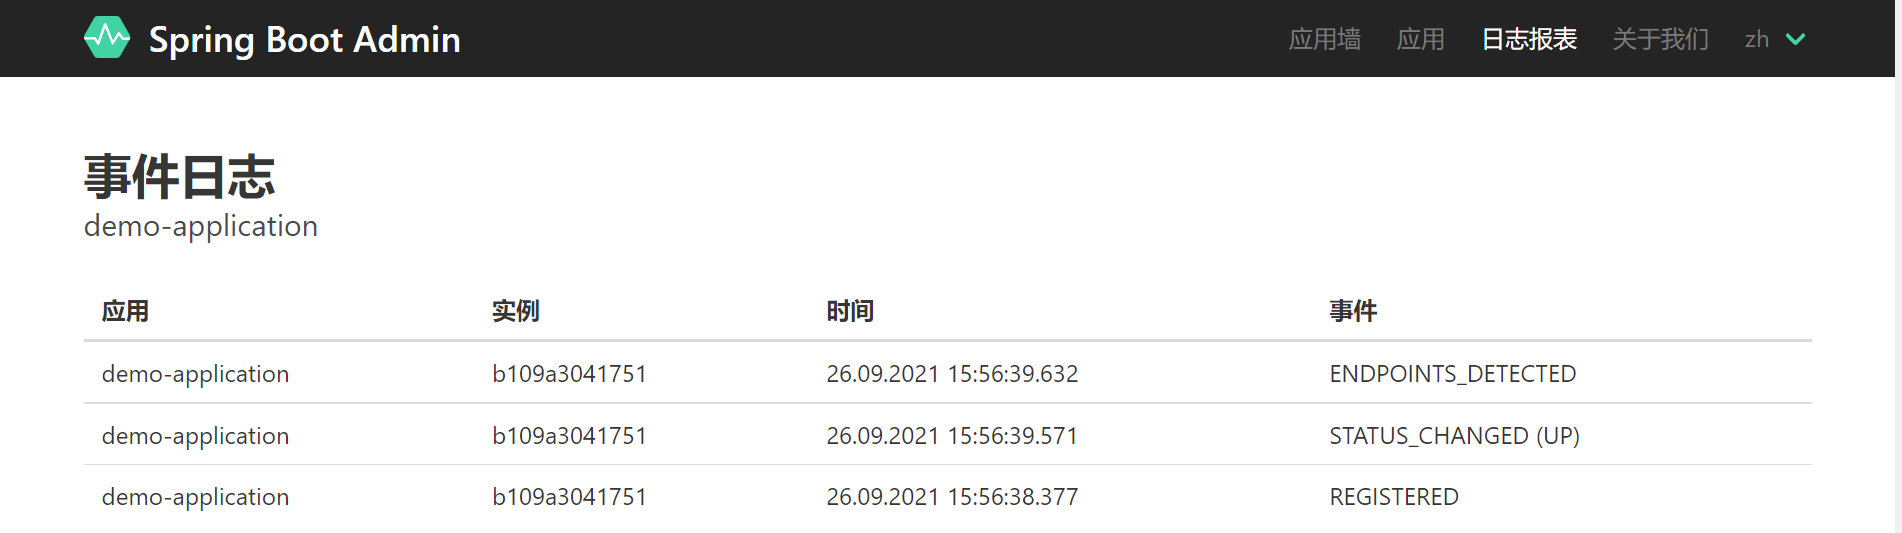 Spring Boot Admin 应用墙 应用 日志报表 关于我们 zh
事件日志
demo-application
应用 实例 时间 事件
demo-application b109a3041751 26.09.2021 15:56:39.632 ENDPOINTS_DETECTED
demo-application b109a3041751 26.09.2021 15:56:39.571 STATUS_CHANGED (UP)
demo-application b109a3041751 26.09.2021 15:56:38.377 REGISTERED